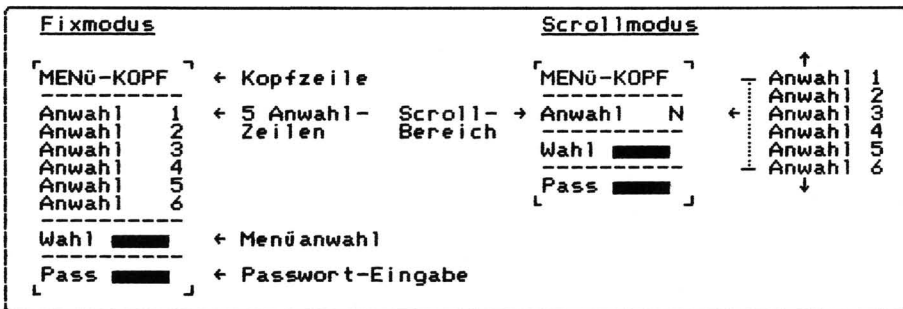 Fixmodus Scrollmodus
MENü-KOPF ← Kopfzeile MENü-KOPF ↑
Anwahl 1 ← 5 Anwahl- Scroll- → Anwahl N ← Anwahl 1
Anwahl 2 Zeilen Bereich Anwahl 2
Anwahl 3 Wahl Anwahl 3
Anwahl 4 Anwahl 4
Anwahl 5 Pass Anwahl 5
Anwahl 6 Anwahl 6
↓
Wahl ← Menüanwahl
Pass ← Passwort-Eingabe